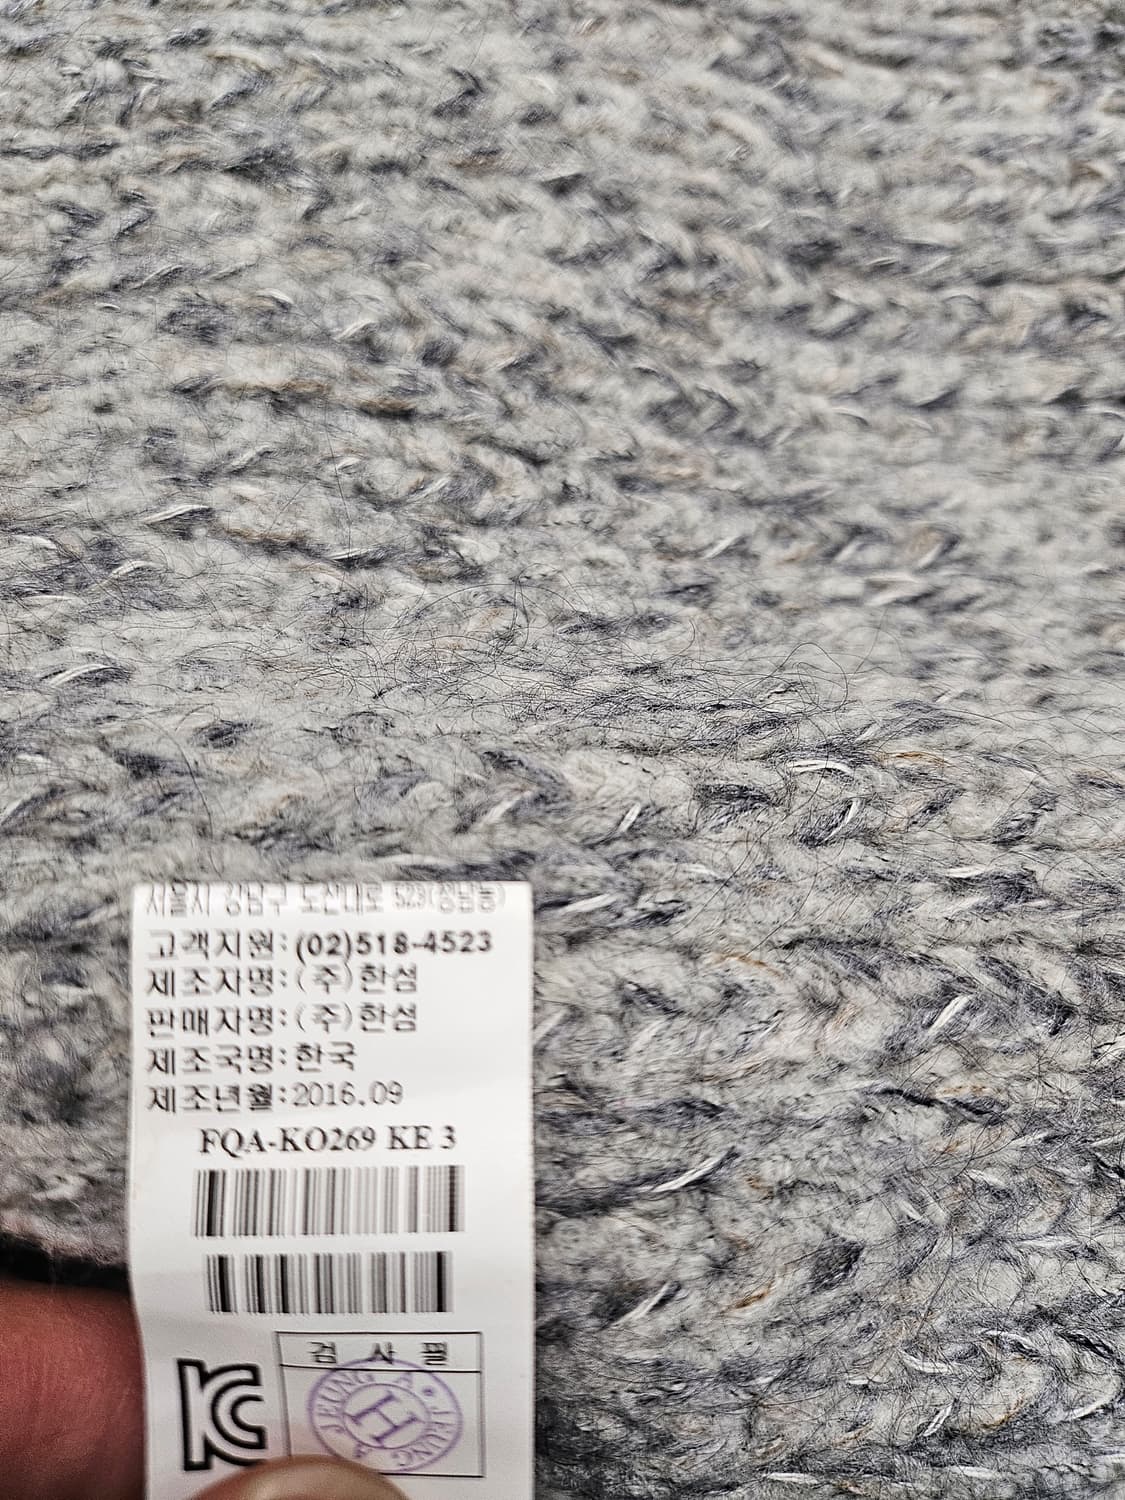 서울시 강남구 도산대로 523(청담동)
고객지원:(02)518-4523
제조자명:(주)한섬
판매자명:(주)한섬
제조국명:한국
제조년월:2016.09
FQA-KO269 KE 3
검 사 필
JEUNG A
H
JEUNG A